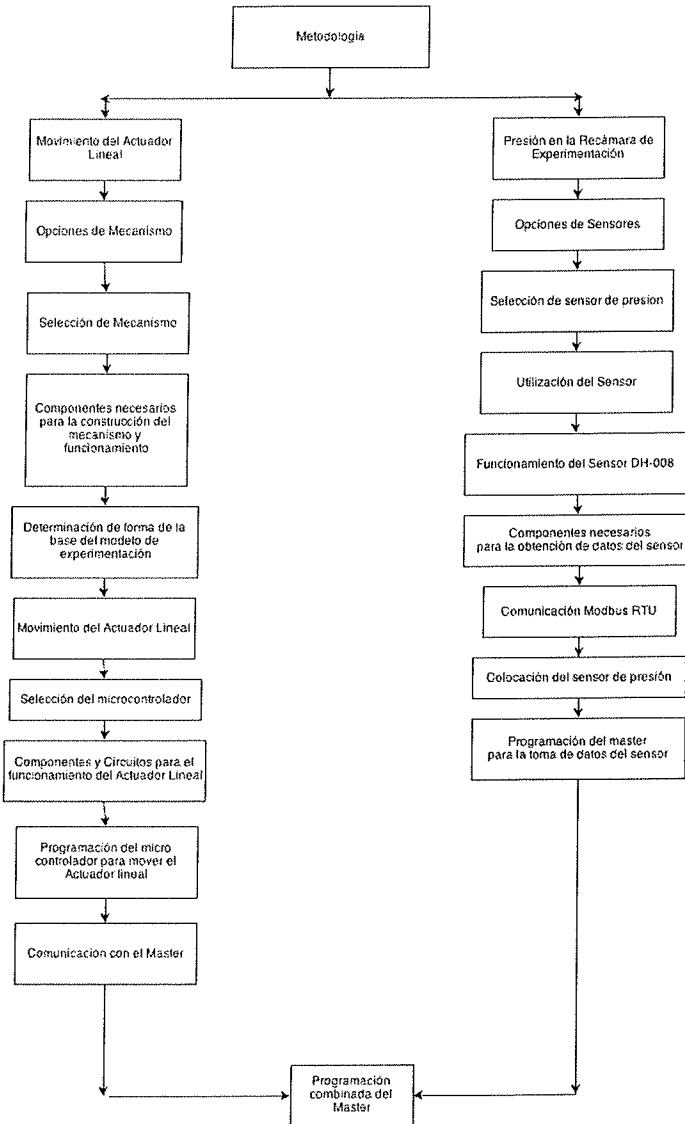 Metodología
Movimiento del Actuador
Lineal
Opciones de Mecanismo
Selección de Mecanismo
Componentes necesarios
para la construcción del
mecanismo y
funcionamiento
Determinación de forma de la
base del modelo de
experimentación
Movimiento del Actuador Lineal
Selección del microcontrolador
Componentes y Circuitos para el
funcionamiento del Actuador Lineal
Programación del micro
controlador para mover el
Actuador lineal
Comunicacion con el Master
Presión en la Recámara de
Experimentación
Opciones de Sensores
Selección de sensor de presion
Utilización del Sensor
Funcionamiento del Sensor DH-008
Componentes necesarios
para la obtención de datos del sensor
Comunicación Modbus RTU
Colocación del sensor de presión
Programación del master
para la toma de datos del sensor
Programación
combinada del
Master